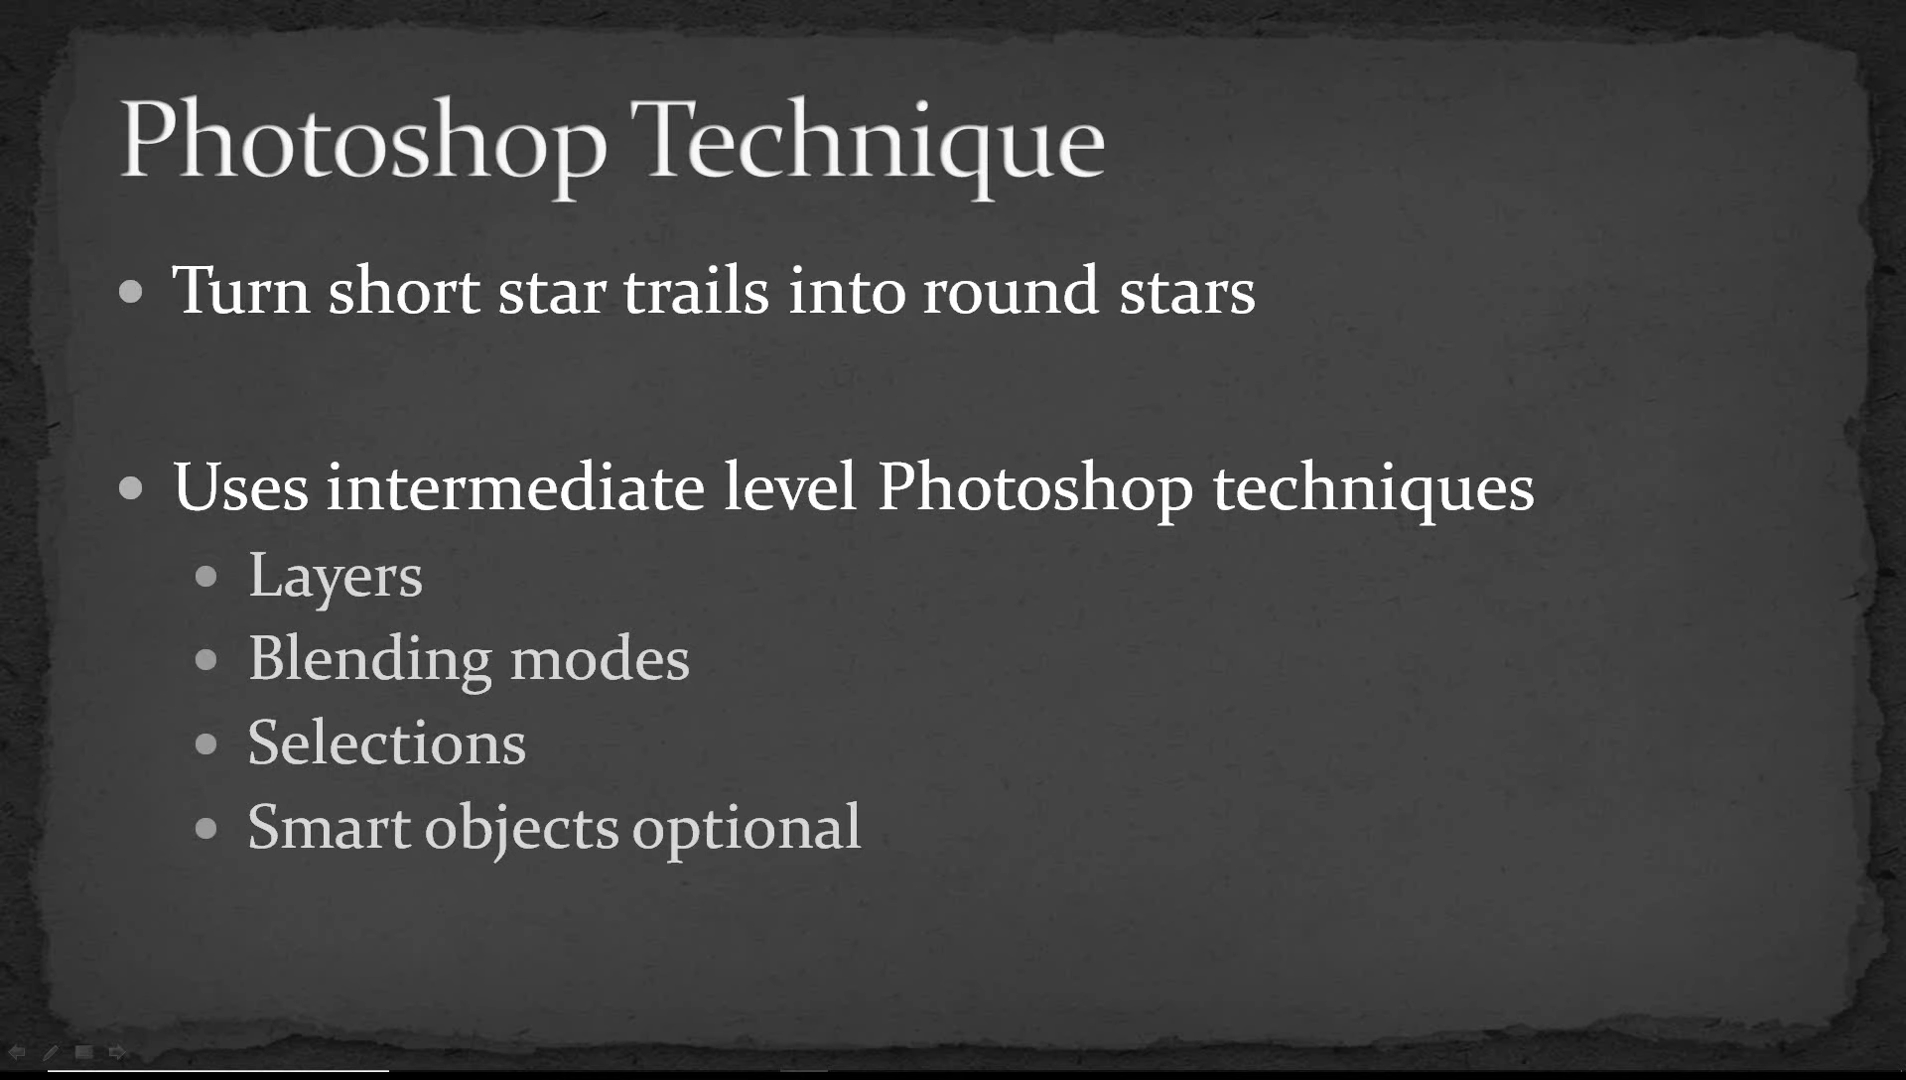 Photoshop Technique
Turn short star trails into round stars
Uses intermediate level Photoshop techniques
Layers
Blending modes
Selections
Smart objects optional